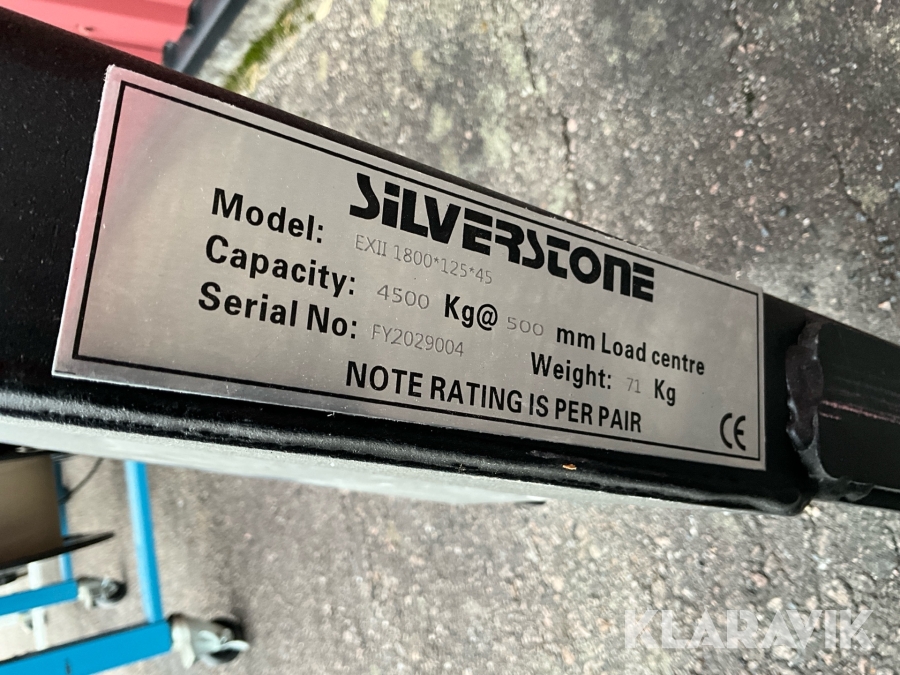 SiLVERSTONE
Model: EXII 1800*125*45
Capacity: 4500 Kg@ 500 mm Load centre
Serial No: FY2029004 Weight: 71 Kg
NOTE RATING IS PER PAIR
CE
KLARAVIK